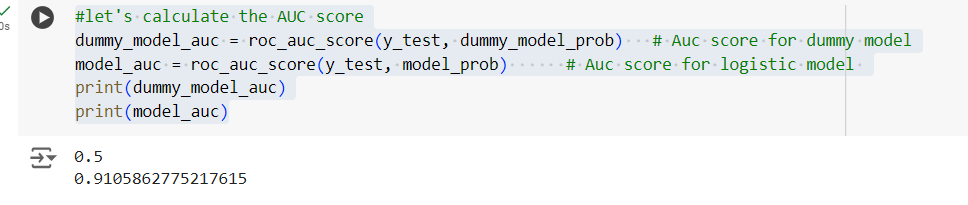 #let's calculate the AUC score
0s
dummy_model_auc = roc_auc_score(y_test, dummy_model_prob)   # Auc score for dummy model
model_auc = roc_auc_score(y_test, model_prob)      # Auc score for logistic model
print(dummy_model_auc)
print(model_auc)
0.5
0.9105862775217615